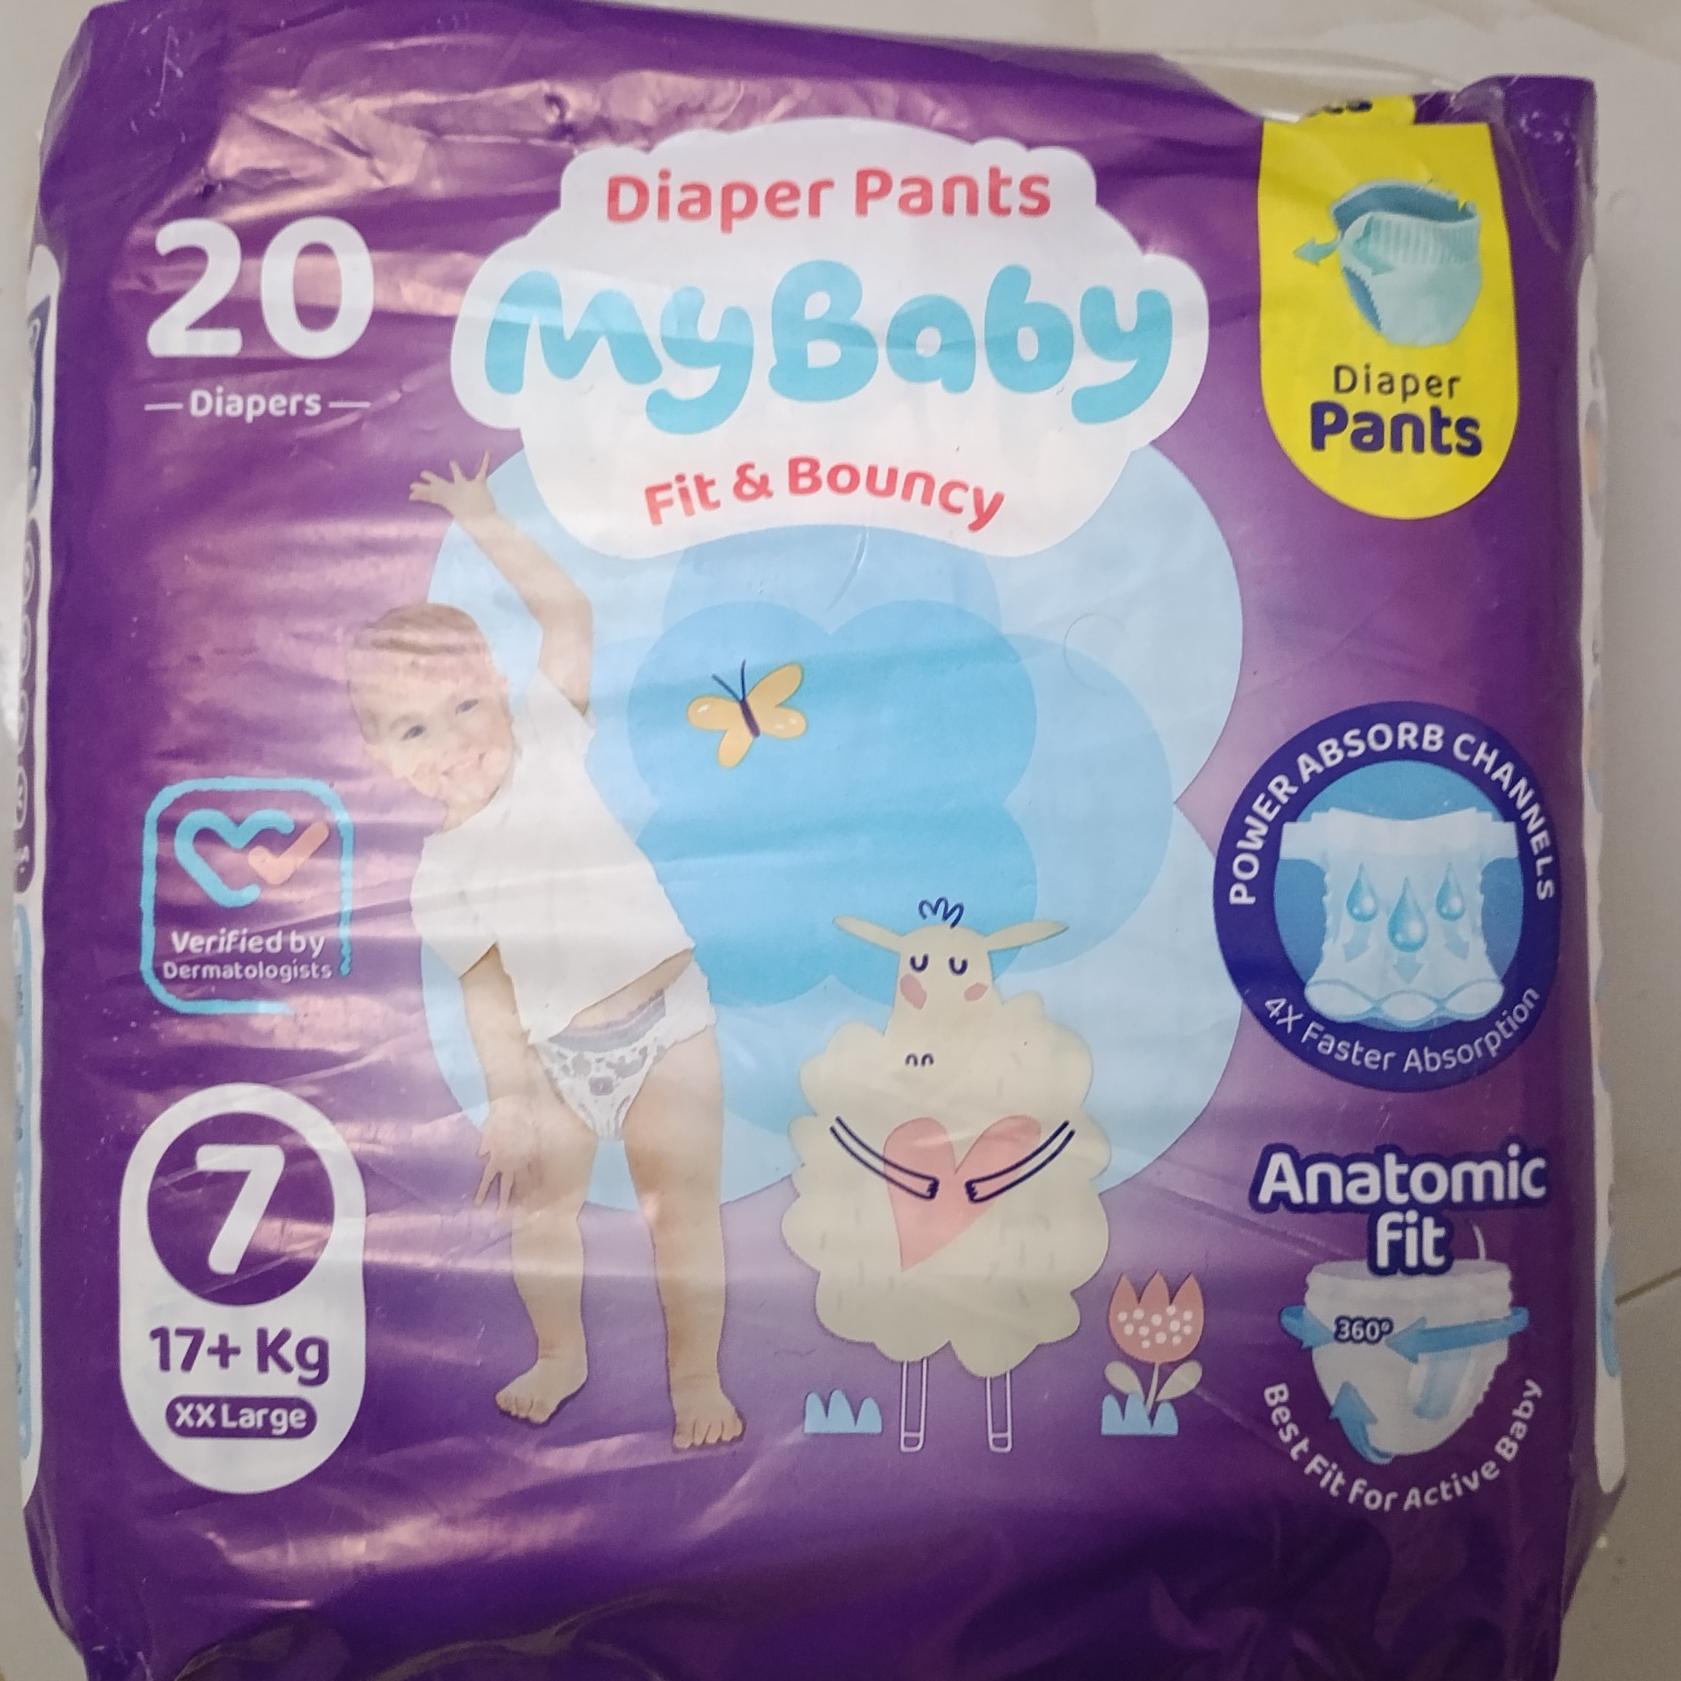 Diaper Pants
MyBaby
Fit & Bouncy
20
Diapers
Diaper
Pants
Verified by
Dermatologists
7
17+ Kg
XX Large
POWER ABSORB CHANNELS
4X Faster Absorption
Anatomic
fit
360°
Best Fit for Active Baby